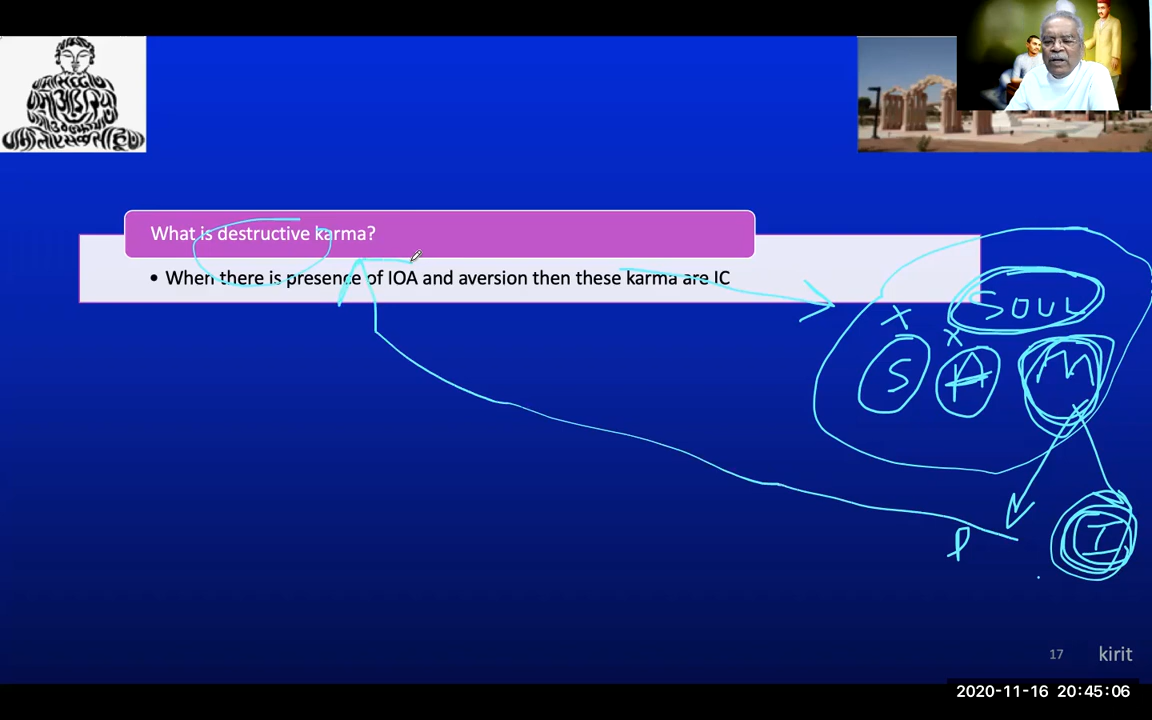 What is destructive karma?
• When there is presence of IOA and aversion then these karma are IC
SOUL
S A M
P I
17 kirit
2020-11-16 20:45:06